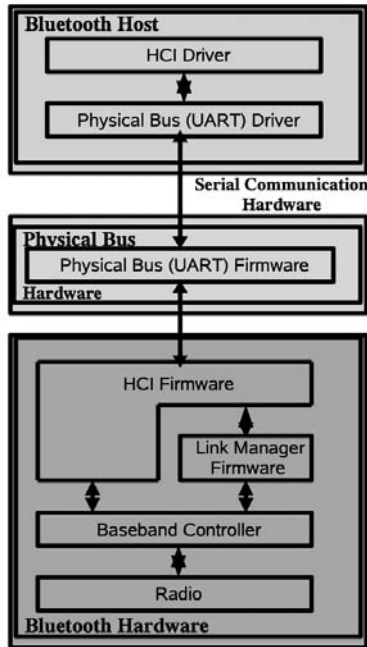 Bluetooth Host
HCI Driver
Physical Bus (UART) Driver
Serial Communication
Hardware
Physical Bus
Physical Bus (UART) Firmware
Hardware
HCI Firmware
Link Manager
Firmware
Baseband Controller
Radio
Bluetooth Hardware